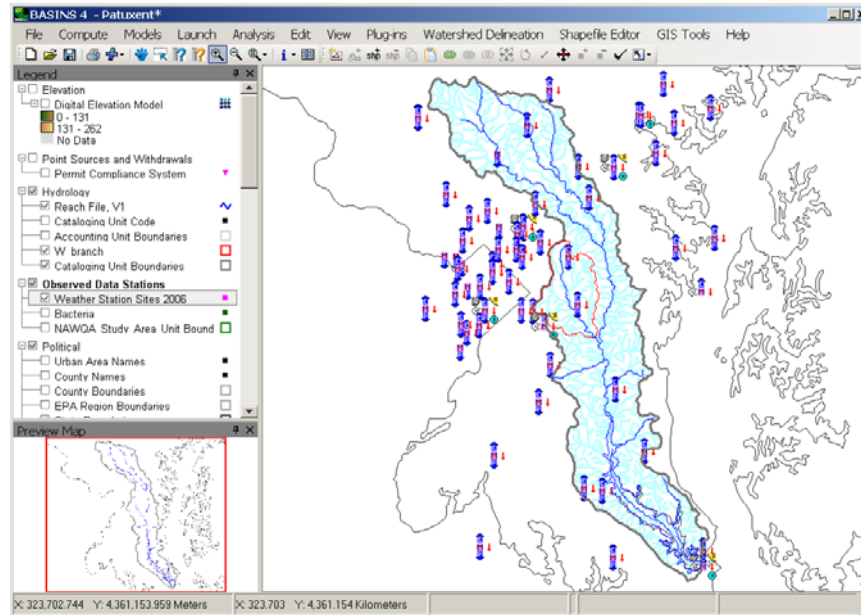 BASINS 4 - Patuxent*
File Compute Models Launch Analysis Edit View Plug-ins Watershed Delineation Shapefile Editor GIS Tools Help
shp shp
Legend
Elevation
Digital Elevation Model
0 - 131
131 - 262
No Data
Point Sources and Withdrawals
Permit Compliance System
Hydrology
Reach File, V1
Cataloging Unit Code
Accounting Unit Boundaries
W_branch
Cataloging Unit Boundaries
Observed Data Stations
Weather Station Sites 2006
Bacteria
NAWQA Study Area Unit Bound
Political
Urban Area Names
County Names
County Boundaries
EPA Region Boundaries
Preview Map
X: 323,702.744 Y: 4,361,153.959 Meters X: 323.703 Y: 4,361.154 Kilometers